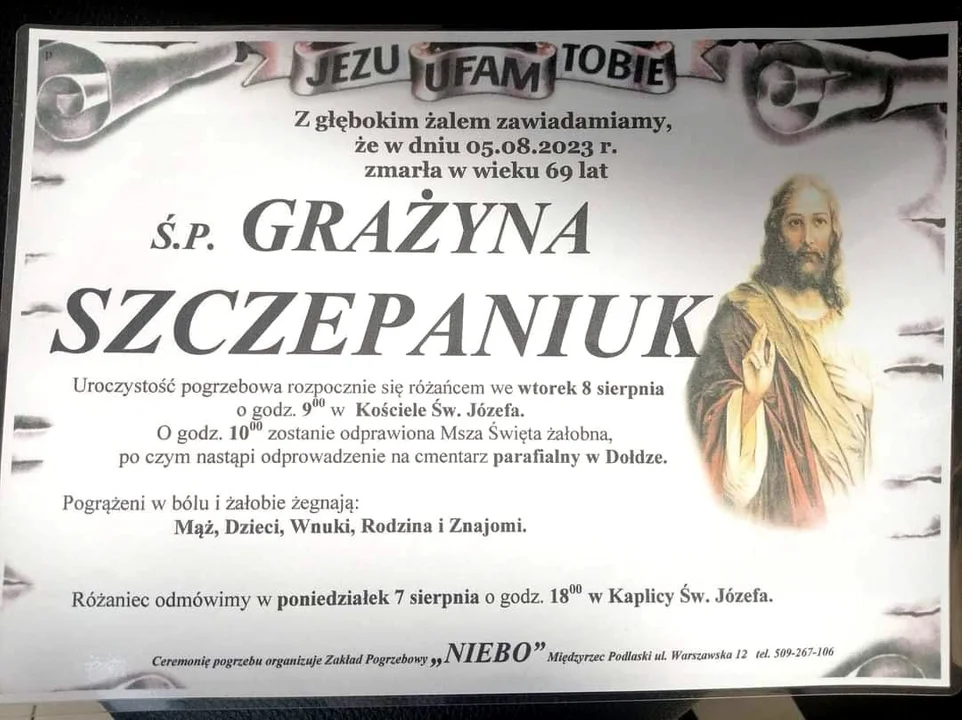 JEZU UFAM TOBIE
Z głębokim żalem zawiadamiamy,
że w dniu 05.08.2023 r.
zmarła w wieku 69 lat
Ś.P. GRAŻYNA
SZCZEPANIUK
Uroczystość pogrzebowa rozpocznie się różańcem we wtorek 8 sierpnia
o godz. 9⁰⁰ w Kościele Św. Józefa.
O godz. 10⁰⁰ zostanie odprawiona Msza Święta żałobna,
po czym nastąpi odprowadzenie na cmentarz parafialny w Dołdze.
Pogrążeni w bólu i żałobie żegnają:
Mąż, Dzieci, Wnuki, Rodzina i Znajomi.
Różaniec odmówimy w poniedziałek 7 sierpnia o godz. 18⁰⁰ w Kaplicy Św. Józefa.
Ceremonię pogrzebu organizuje Zakład Pogrzebowy „NIEBO” Międzyrzec Podlaski ul. Warszawska 12 tel. 509-267-106